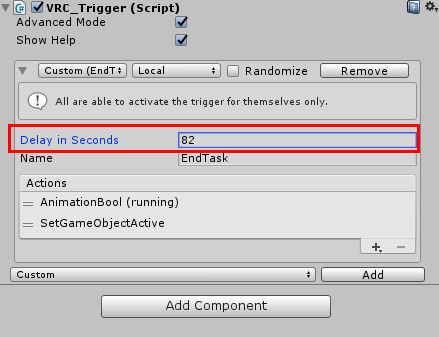 VRC_Trigger (Script)
Advanced Mode
Show Help
Custom (EndT Local Randomize Remove
All are able to activate the trigger for themselves only.
Delay in Seconds 82
Name EndTask
Actions
AnimationBool (running)
SetGameObjectActive
Custom Add
Add Component